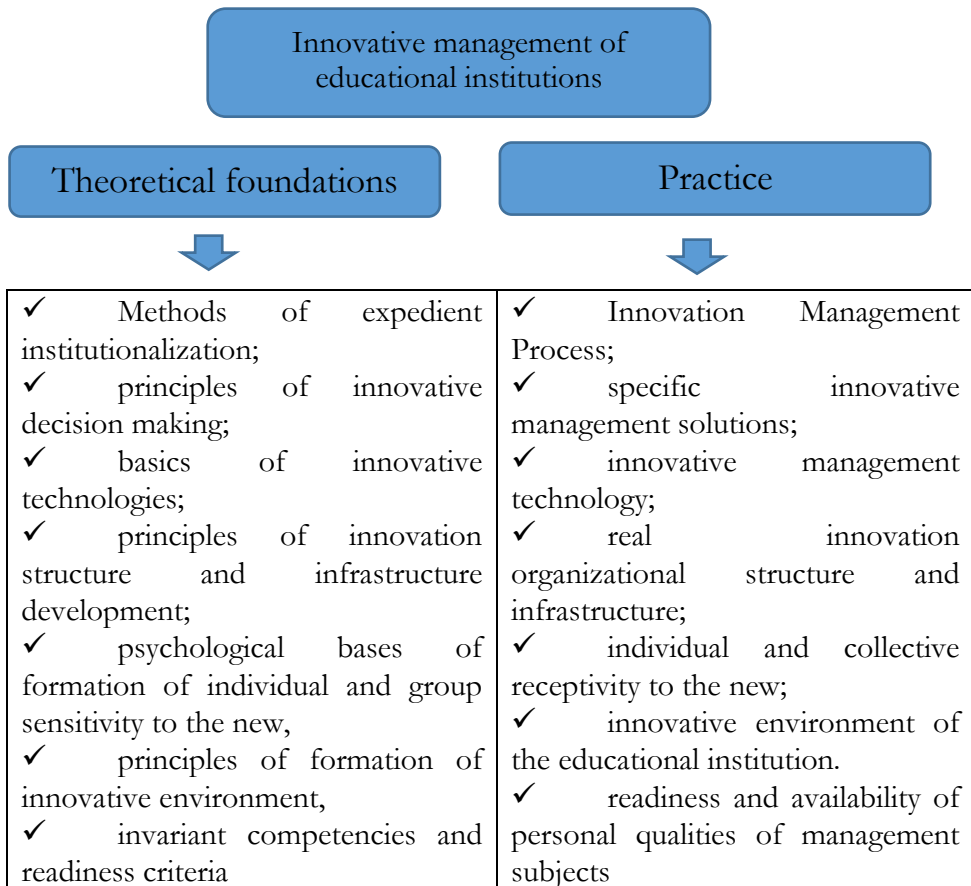 Innovative management of
educational institutions
Theoretical foundations
Practice
✓ Methods of expedient
institutionalization;
✓ principles of innovative
decision making;
✓ basics of innovative
technologies;
✓ principles of innovation
structure and infrastructure
development;
✓ psychological bases of
formation of individual and group
sensitivity to the new,
✓ principles of formation of
innovative environment,
✓ invariant competencies and
readiness criteria
✓ Innovation Management
Process;
✓ specific innovative
management solutions;
✓ innovative management
technology;
✓ real innovation
organizational structure and
infrastructure;
✓ individual and collective
receptivity to the new;
✓ innovative environment of
the educational institution.
✓ readiness and availability of
personal qualities of management
subjects